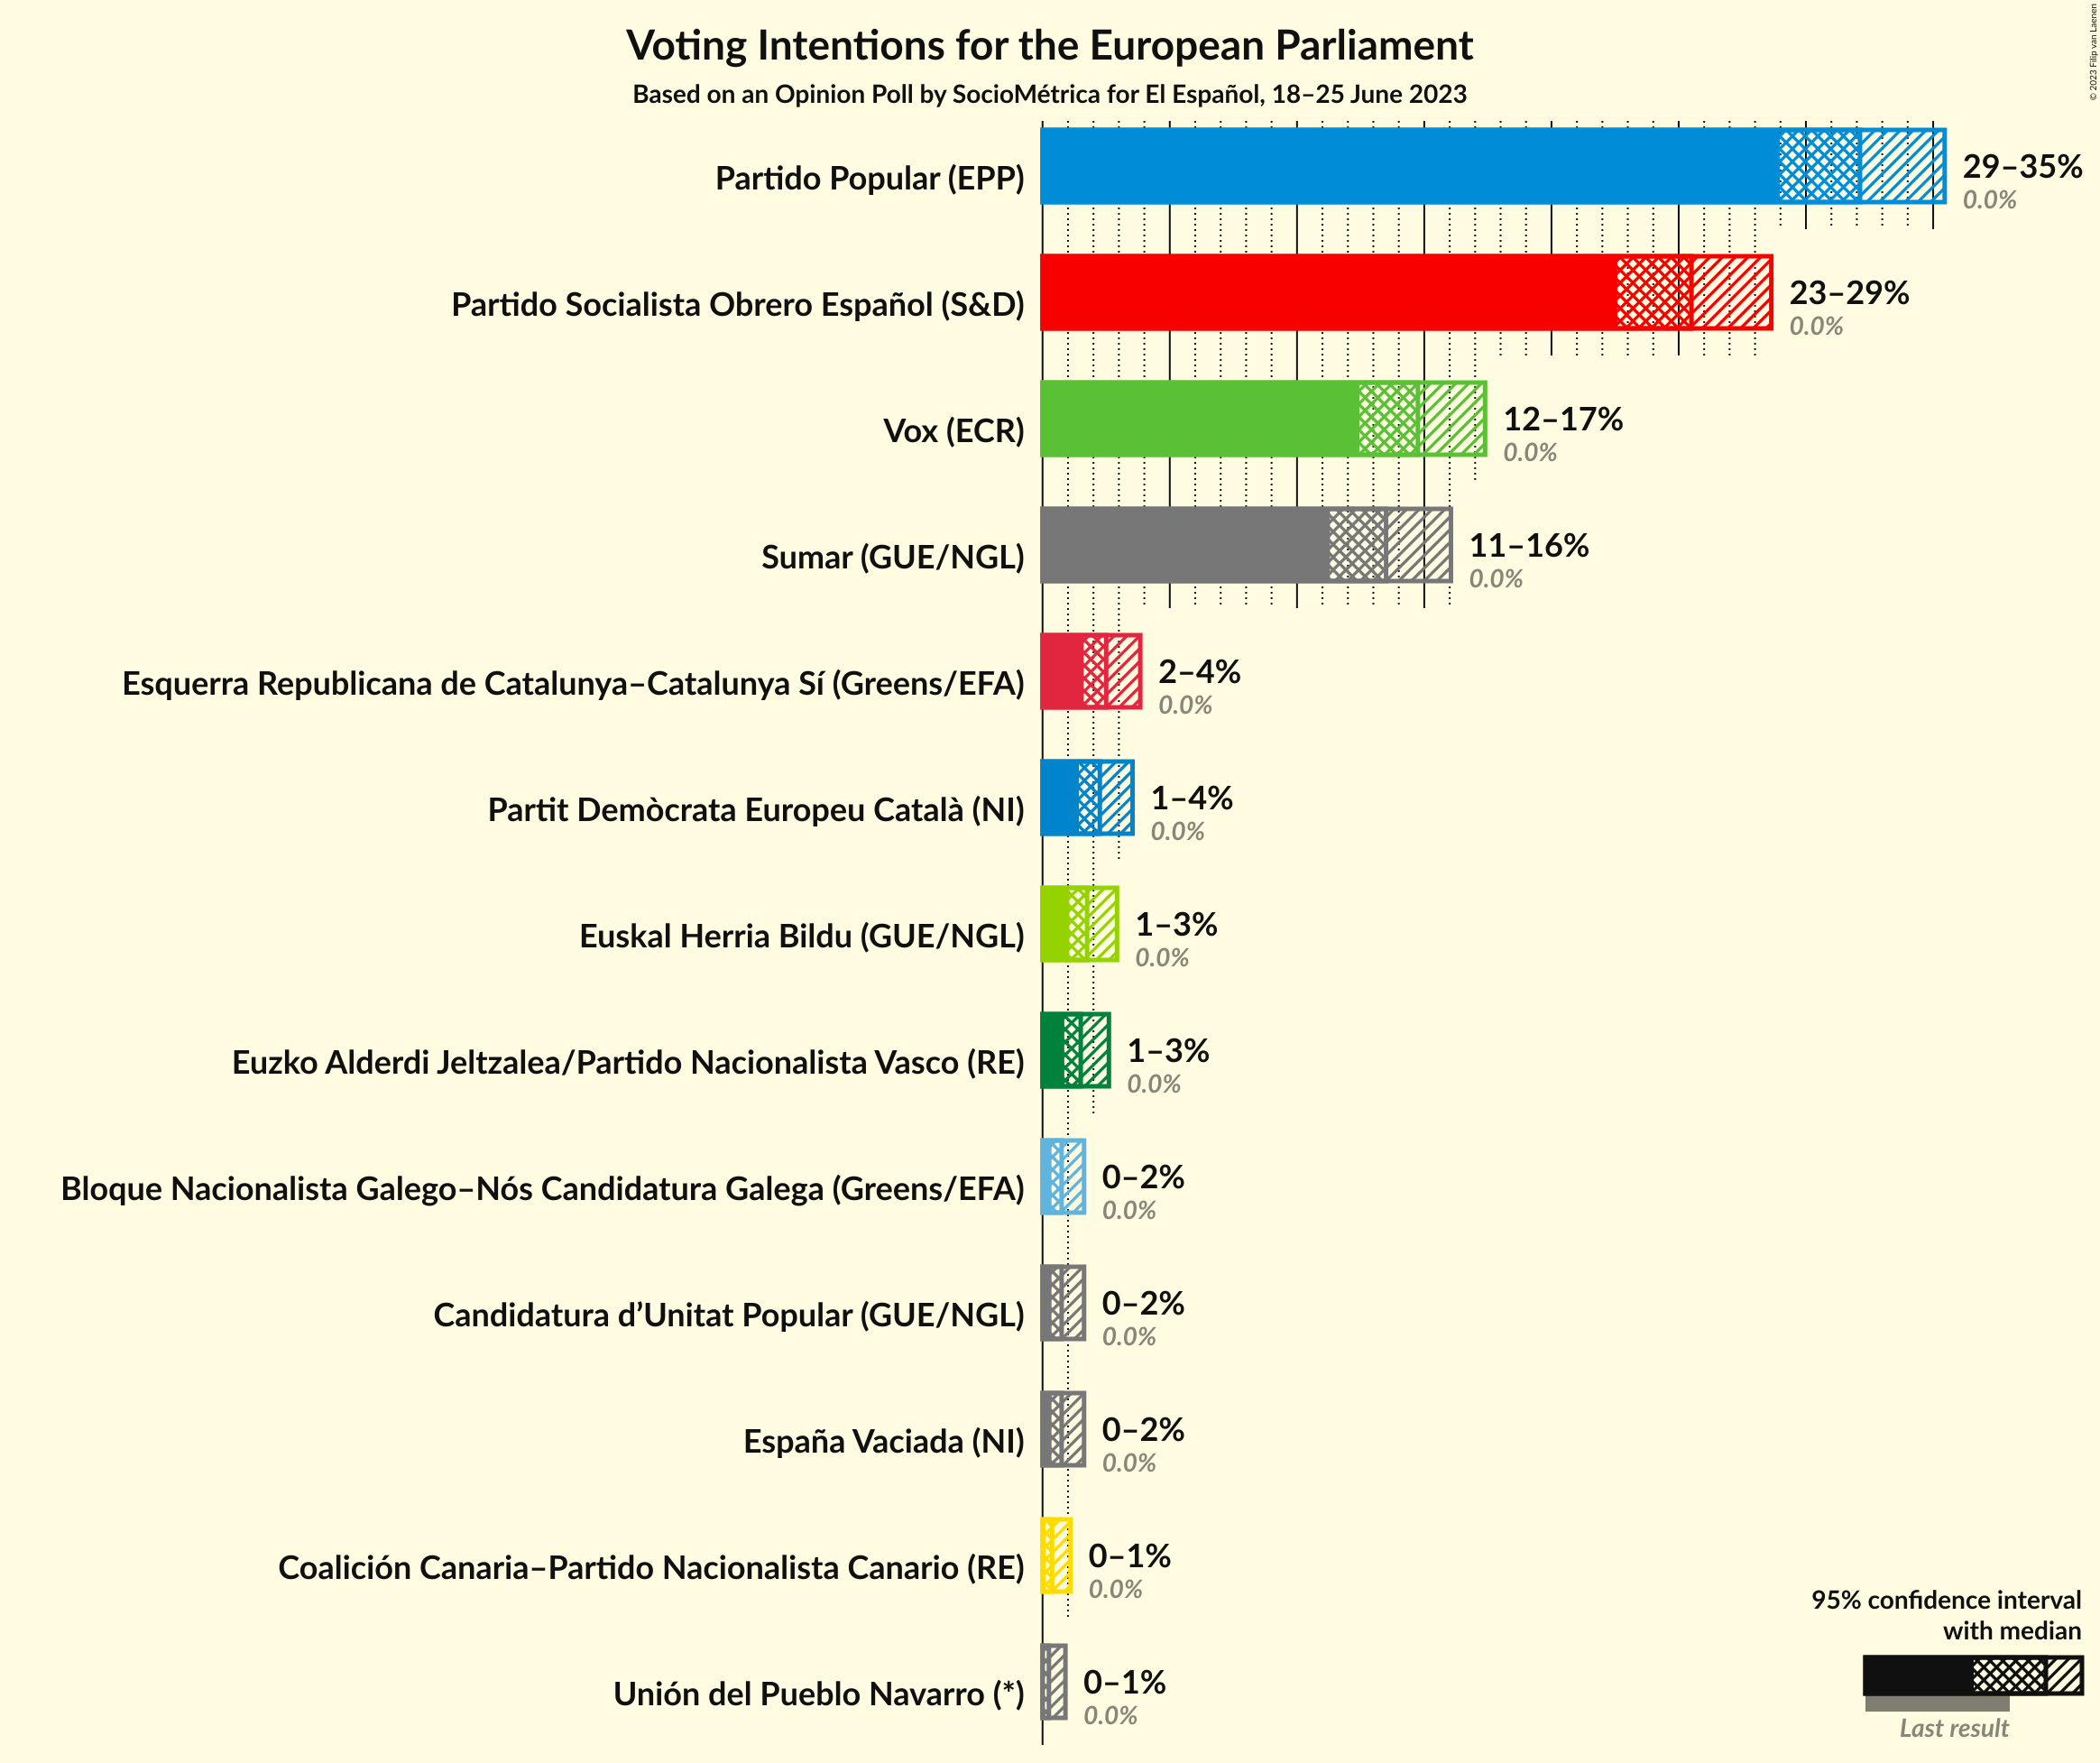 Voting Intentions for the European Parliament
Based on an Opinion Poll by SocioMétrica for El Español, 18–25 June 2023
© 2023 Filip van Laenen
Partido Popular (EPP)
29–35%
0.0%
Partido Socialista Obrero Español (S&D)
23–29%
0.0%
Vox (ECR)
12–17%
0.0%
Sumar (GUE/NGL)
11–16%
0.0%
Esquerra Republicana de Catalunya–Catalunya Sí (Greens/EFA)
2–4%
0.0%
Partit Demòcrata Europeu Català (NI)
1–4%
0.0%
Euskal Herria Bildu (GUE/NGL)
1–3%
0.0%
Euzko Alderdi Jeltzalea/Partido Nacionalista Vasco (RE)
1–3%
0.0%
Bloque Nacionalista Galego–Nós Candidatura Galega (Greens/EFA)
0–2%
0.0%
Candidatura d’Unitat Popular (GUE/NGL)
0–2%
0.0%
España Vaciada (NI)
0–2%
0.0%
Coalición Canaria–Partido Nacionalista Canario (RE)
0–1%
0.0%
Unión del Pueblo Navarro (*)
0–1%
0.0%
95% confidence interval
with median
Last result